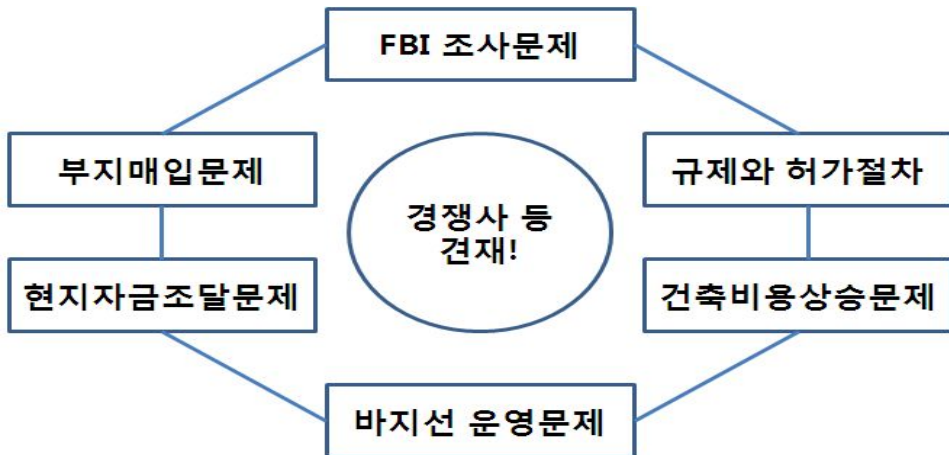 FBI 조사문제
부지매입문제
규제와 허가절차
경쟁사 등
견재!
현지자금조달문제
건축비용상승문제
바지선 운영문제